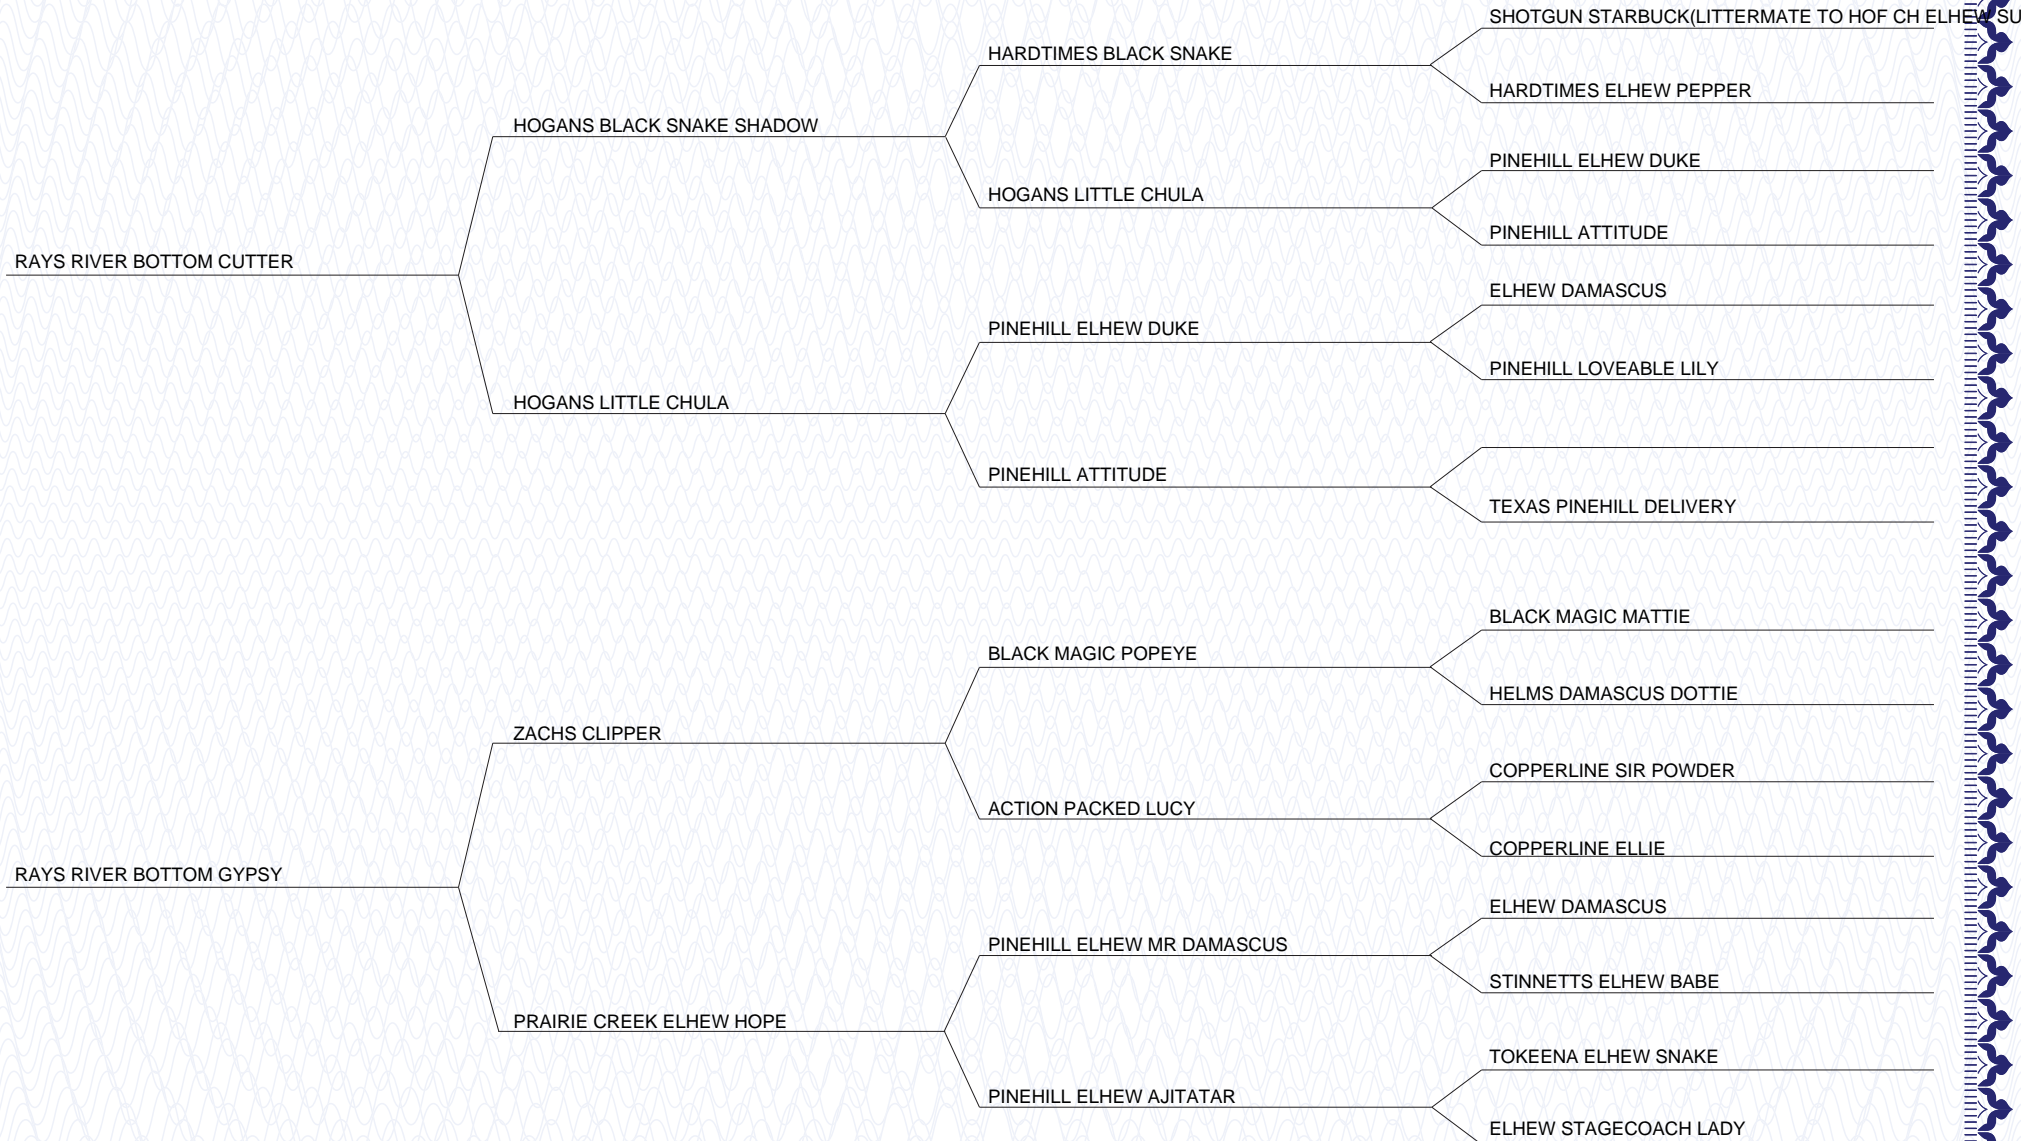 SHOTGUN STARBUCK(LITTERMATE TO HOF CH ELHEW SU
HARDTIMES BLACK SNAKE
HARDTIMES ELHEW PEPPER
HOGANS BLACK SNAKE SHADOW
PINEHILL ELHEW DUKE
HOGANS LITTLE CHULA
PINEHILL ATTITUDE
RAYS RIVER BOTTOM CUTTER
ELHEW DAMASCUS
PINEHILL ELHEW DUKE
PINEHILL LOVEABLE LILY
HOGANS LITTLE CHULA
PINEHILL ATTITUDE
TEXAS PINEHILL DELIVERY
BLACK MAGIC MATTIE
BLACK MAGIC POPEYE
HELMS DAMASCUS DOTTIE
ZACHS CLIPPER
COPPERLINE SIR POWDER
ACTION PACKED LUCY
COPPERLINE ELLIE
RAYS RIVER BOTTOM GYPSY
ELHEW DAMASCUS
PINEHILL ELHEW MR DAMASCUS
STINNETTS ELHEW BABE
PRAIRIE CREEK ELHEW HOPE
TOKEENA ELHEW SNAKE
PINEHILL ELHEW AJITATAR
ELHEW STAGECOACH LADY